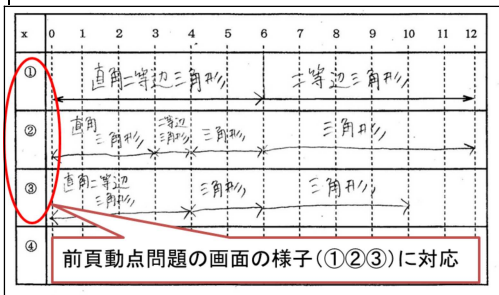 x 0 1 2 3 4 5 6 7 8 9 10 11 12
① 直角二等辺三角形 二等辺三角形
② 直角三角形 二等辺三角形 三角形 三角形
③ 直角二等辺三角形 三角形 三角形
④
前頁動点問題の画面の様子(①②③)に対応